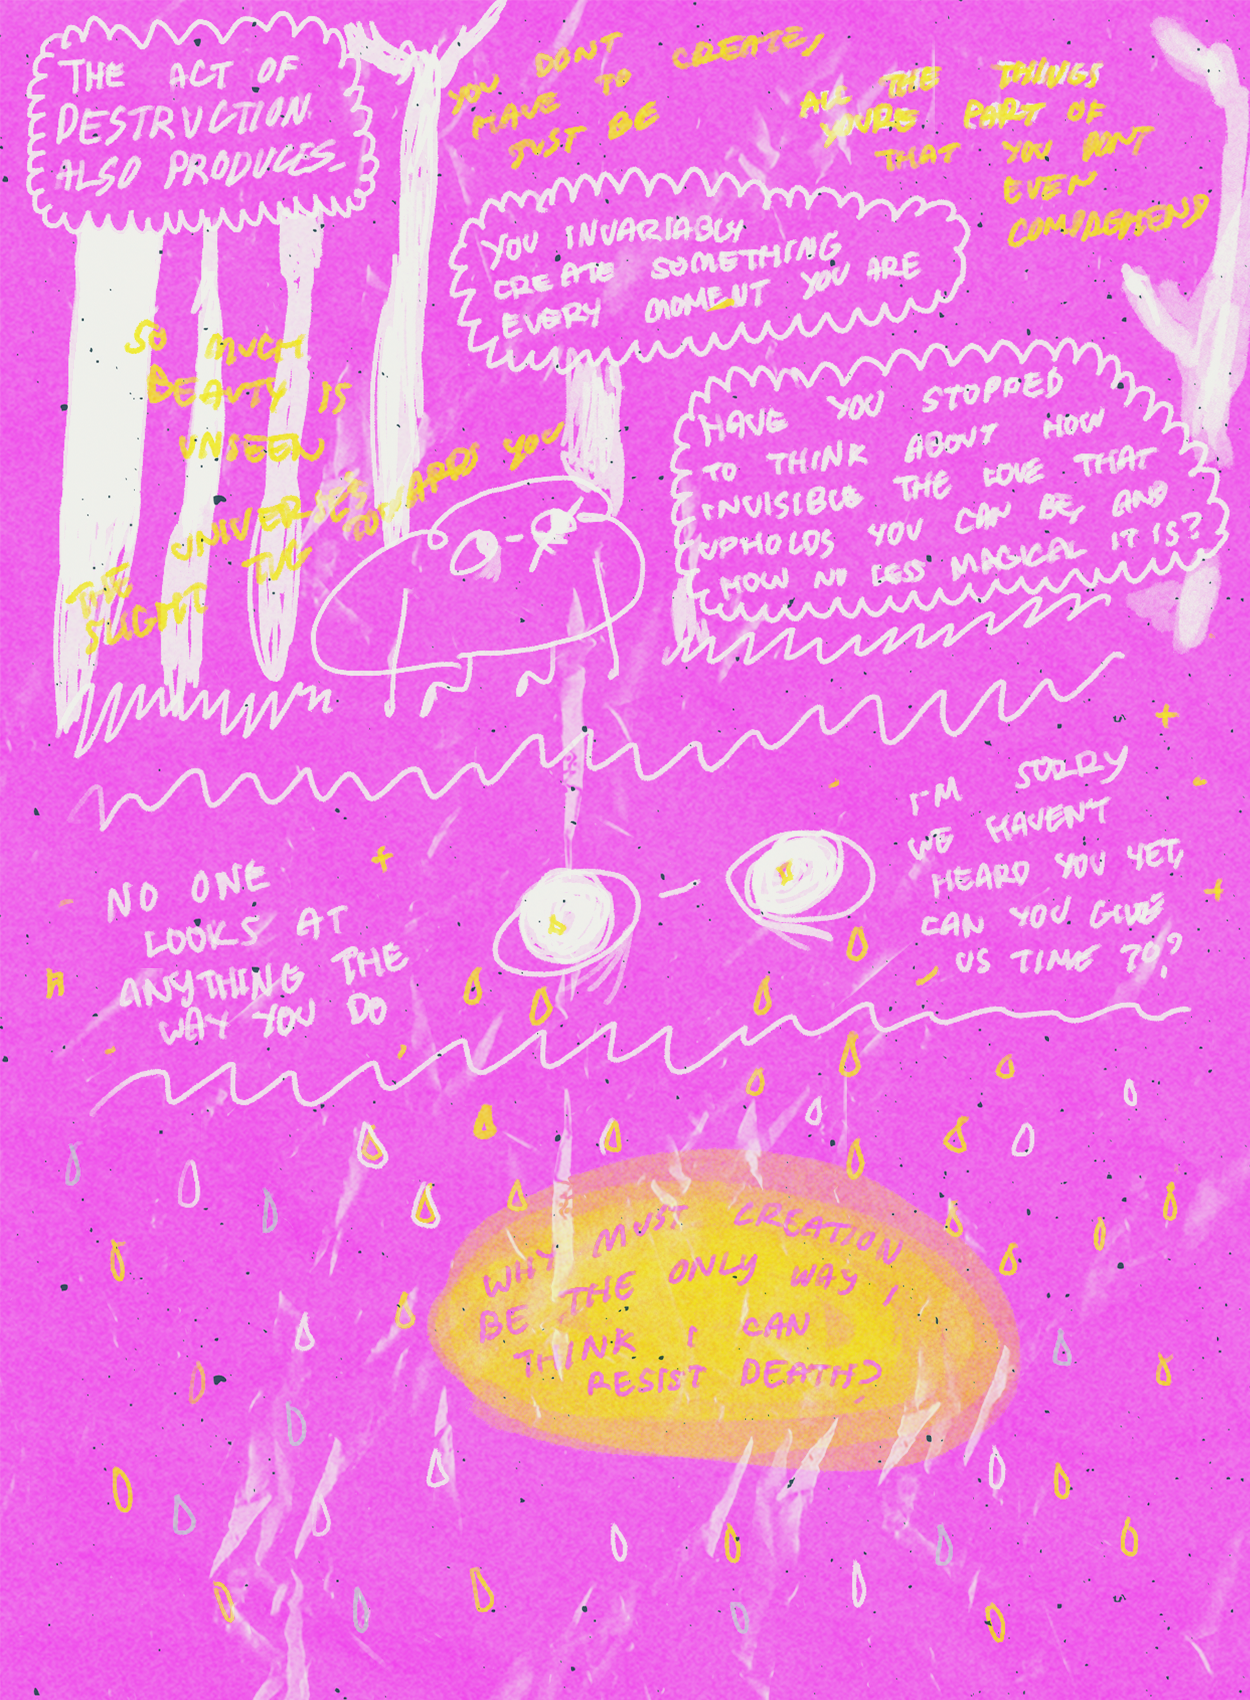 THE ACT OF
DESTRUCTION
ALSO PRODUCES
YOU DONT
HAVE TO CREATE,
JUST BE
ALL THE THINGS
YOURE PART OF
THAT YOU DONT
EVEN
COMPREHEND
YOU INVARIABLY
CREATE SOMETHING
EVERY MOMENT YOU ARE
SO MUCH
BEAUTY IS
UNSEEN
THE UNIVERSE'S
SLIGHT TUG TOWARDS YOU
HAVE YOU STOPPED
TO THINK ABOUT HOW
INVISIBLE THE LOVE THAT
UPHOLDS YOU CAN BE, AND
HOW NO LESS MAGICAL IT IS?
NO ONE
LOOKS AT
ANYTHING THE
WAY YOU DO
I'M SORRY
WE HAVEN'T
HEARD YOU YET,
CAN YOU GIVE
US TIME TO?
WHY MUST CREATION
BE THE ONLY WAY I
THINK I CAN
RESIST DEATH?